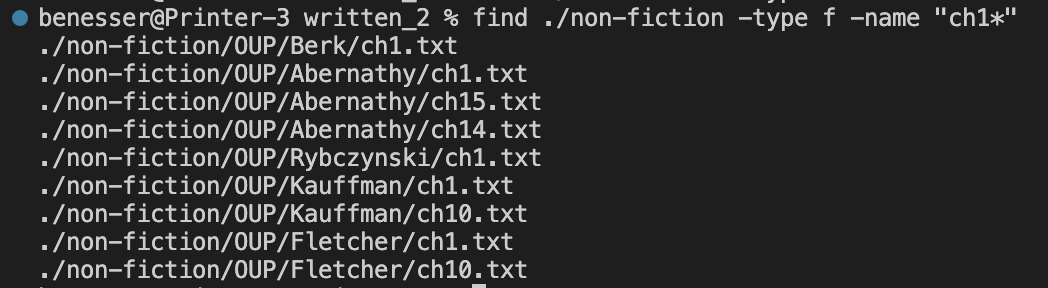 benesser@Printer-3 written_2 % find ./non-fiction -type f -name "ch1*"
./non-fiction/OUP/Berk/ch1.txt
./non-fiction/OUP/Abernathy/ch1.txt
./non-fiction/OUP/Abernathy/ch15.txt
./non-fiction/OUP/Abernathy/ch14.txt
./non-fiction/OUP/Rybczynski/ch1.txt
./non-fiction/OUP/Kauffman/ch1.txt
./non-fiction/OUP/Kauffman/ch10.txt
./non-fiction/OUP/Fletcher/ch1.txt
./non-fiction/OUP/Fletcher/ch10.txt